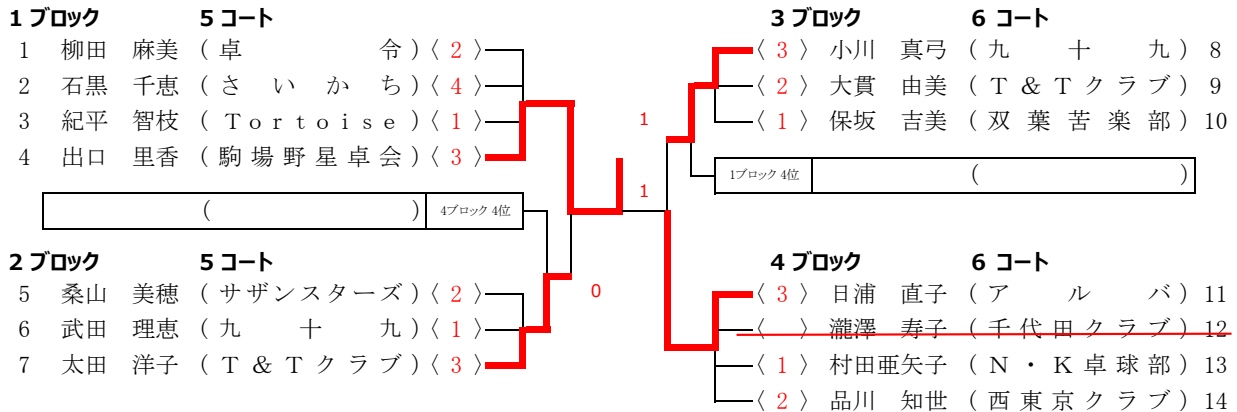 1 ブロック 5 コート
1 柳田 麻美 ( 卓 令 ) 〈 2 〉
2 石黒 千恵 ( さ い か ち ) 〈 4 〉
3 紀平 智枝 ( Ｔｏｒｔｏｉｓｅ ) 〈 1 〉
4 出口 里香 ( 駒場野星卓会 ) 〈 3 〉
( ) 4ブロック 4位
2 ブロック 5 コート
5 桑山 美穂 ( サザンスターズ ) 〈 2 〉
6 武田 理恵 ( 九 十 九 ) 〈 1 〉
7 太田 洋子 ( Ｔ＆Ｔクラブ ) 〈 3 〉
1
1
0
3 ブロック 6 コート
〈 3 〉 小川 真弓 ( 九 十 九 ) 8
〈 2 〉 大貫 由美 ( Ｔ＆Ｔクラブ ) 9
〈 1 〉 保坂 吉美 ( 双葉苦楽部 ) 10
1ブロック 4位 ( )
4 ブロック 6 コート
〈 3 〉 日浦 直子 ( ア ル バ ) 11
〈 〉 瀧澤 寿子 ( 千代田クラブ ) 12
〈 1 〉 村田亜矢子 ( Ｎ・Ｋ卓球部 ) 13
〈 2 〉 品川 知世 ( 西東京クラブ ) 14